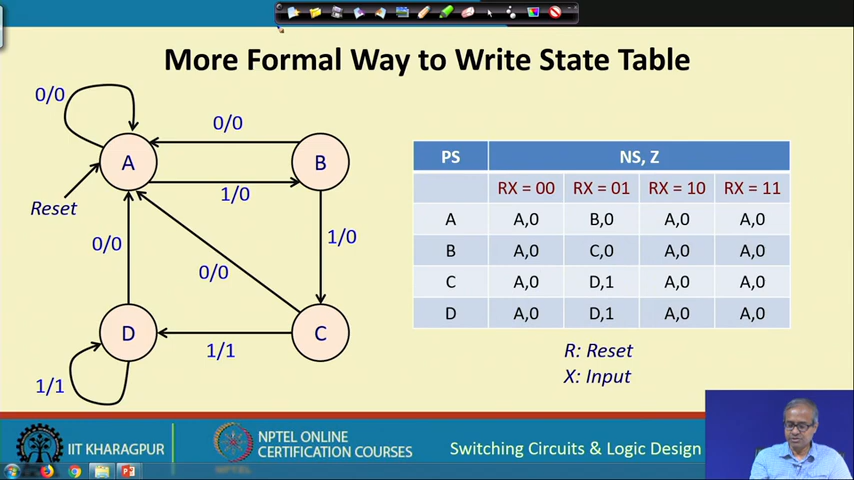 More Formal Way to Write State Table
0/0
0/0
A
B
1/0
Reset
1/0
0/0
0/0
D
C
1/1
1/1
PS NS, Z
RX = 00 RX = 01 RX = 10 RX = 11
A A,0 B,0 A,0 A,0
B A,0 C,0 A,0 A,0
C A,0 D,1 A,0 A,0
D A,0 D,1 A,0 A,0
R: Reset
X: Input
IIT KHARAGPUR
NPTEL ONLINE
CERTIFICATION COURSES
NPTEL
Switching Circuits & Logic Design